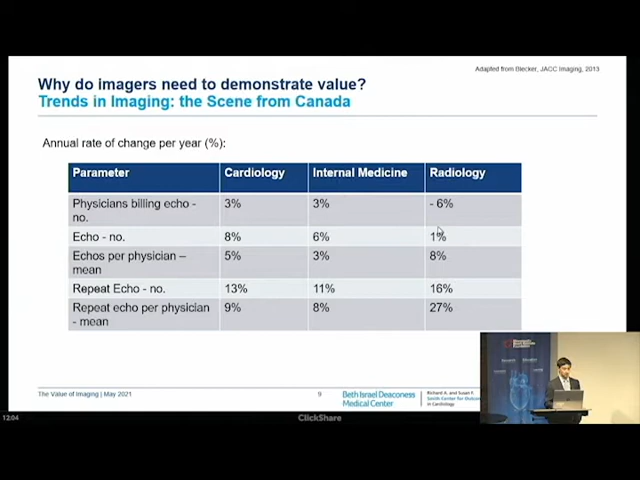 Adapted from Blecker, JACC Imaging, 2013
Why do imagers need to demonstrate value?
Trends in Imaging: the Scene from Canada
Annual rate of change per year (%):
Parameter Cardiology Internal Medicine Radiology
Physicians billing echo - no. 3% 3% - 6%
Echo - no. 8% 6% 1%
Echos per physician – mean 5% 3% 8%
Repeat Echo - no. 13% 11% 16%
Repeat echo per physician - mean 9% 8% 27%
The Value of Imaging | May 2021
9
Beth Israel Deaconess
Medical Center
Richard A. and Susan F.
Smith Center for
in Cardiology
12:04
ClickShare